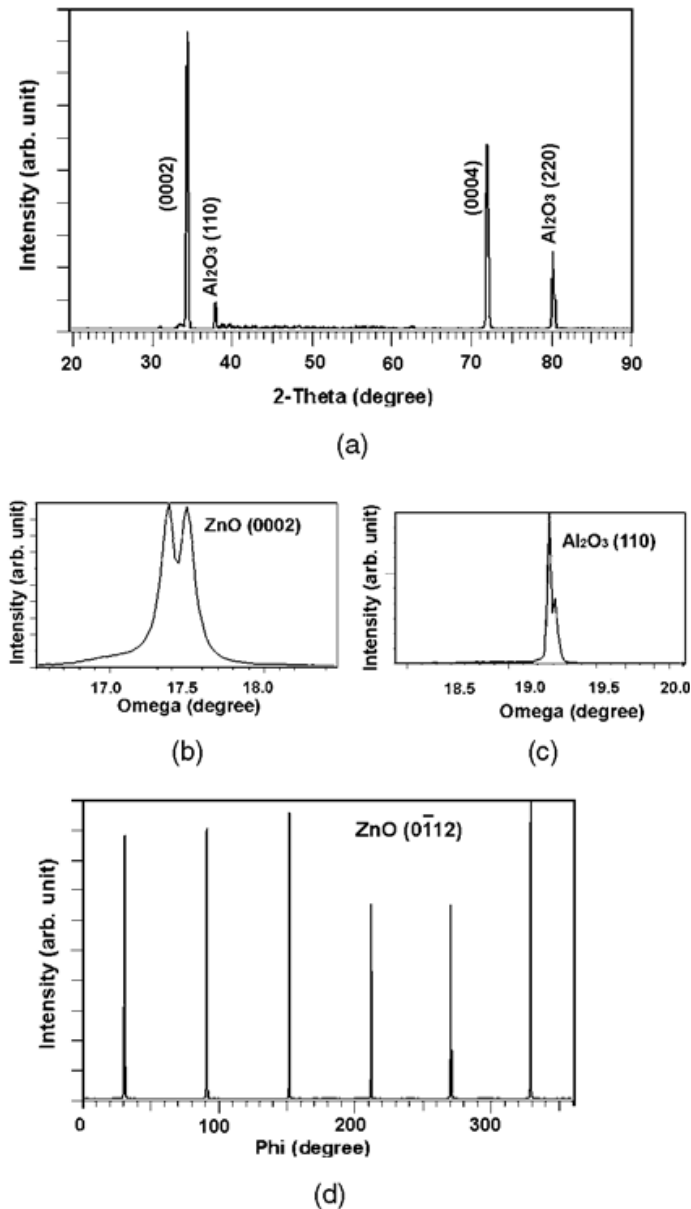 Intensity (arb. unit)
(0002)
Al₂O₃ (110)
(0004)
Al₂O₃ (220)
20 30 40 50 60 70 80 90
2-Theta (degree)
(a)
Intensity (arb. unit)
ZnO (0002)
17.0 17.5 18.0
Omega (degree)
(b)
Intensity (arb. unit)
Al₂O₃ (110)
18.5 19.0 19.5 20.0
Omega (degree)
(c)
Intensity (arb. unit)
ZnO (01̅12)
0 100 200 300
Phi (degree)
(d)